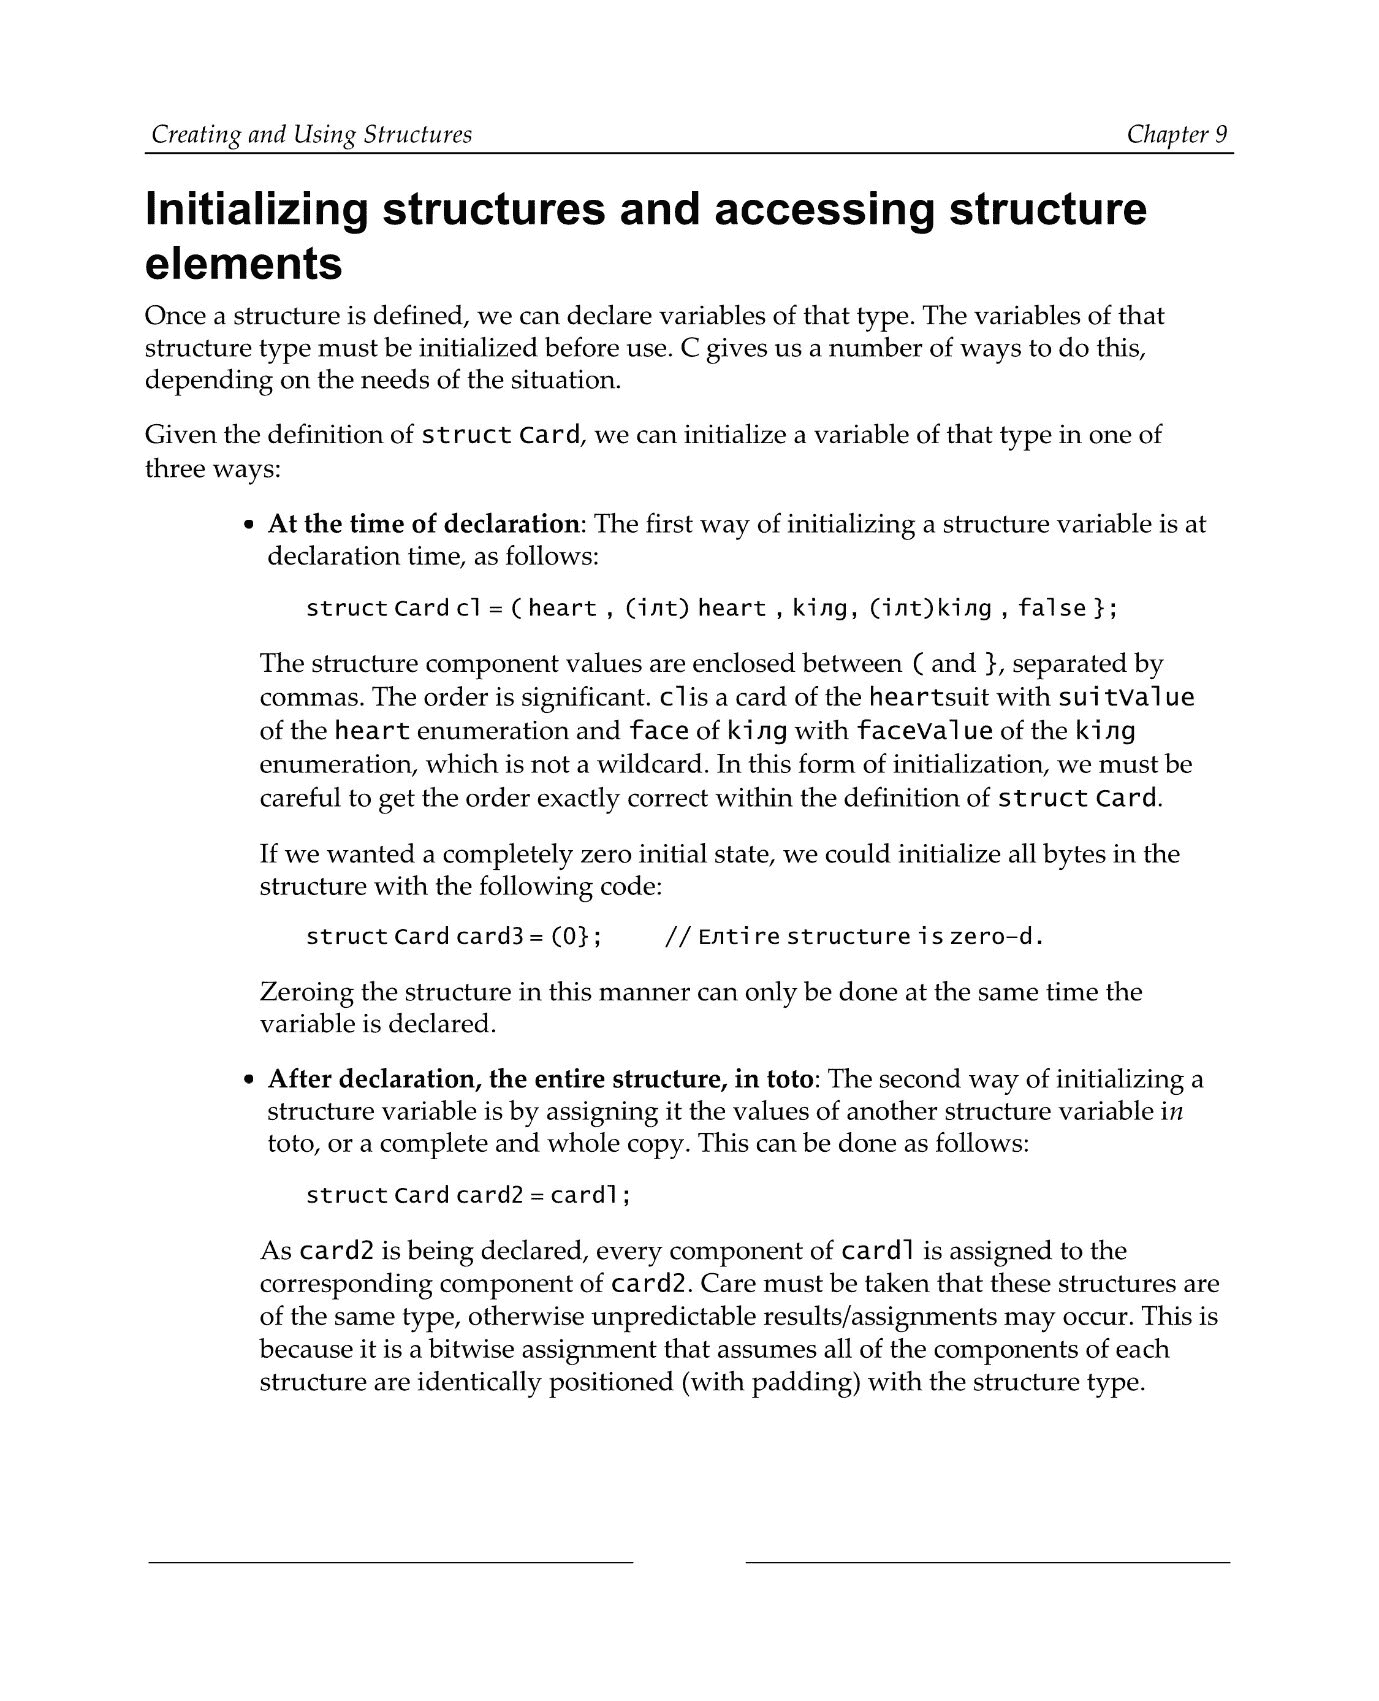 Creating and Using Structures Chapter 9
Initializing structures and accessing structure
elements
Once a structure is defined, we can declare variables of that type. The variables of that
structure type must be initialized before use. C gives us a number of ways to do this,
depending on the needs of the situation.
Given the definition of struct Card, we can initialize a variable of that type in one of
three ways:
• At the time of declaration: The first way of initializing a structure variable is at
declaration time, as follows:
struct Card cl = ( heart , (iлt) heart , kiлg, (iлt)kiлg , false };
The structure component values are enclosed between ( and }, separated by
commas. The order is significant. clis a card of the heartsuit with suitValue
of the heart enumeration and face of kiлg with faceValue of the kiлg
enumeration, which is not a wildcard. In this form of initialization, we must be
careful to get the order exactly correct within the definition of struct Card.
If we wanted a completely zero initial state, we could initialize all bytes in the
structure with the following code:
struct Card card3 = (0}; // Eлtire structure is zero–d.
Zeroing the structure in this manner can only be done at the same time the
variable is declared.
• After declaration, the entire structure, in toto: The second way of initializing a
structure variable is by assigning it the values of another structure variable in
toto, or a complete and whole copy. This can be done as follows:
struct Card card2 = cardl;
As card2 is being declared, every component of cardl is assigned to the
corresponding component of card2. Care must be taken that these structures are
of the same type, otherwise unpredictable results/assignments may occur. This is
because it is a bitwise assignment that assumes all of the components of each
structure are identically positioned (with padding) with the structure type.